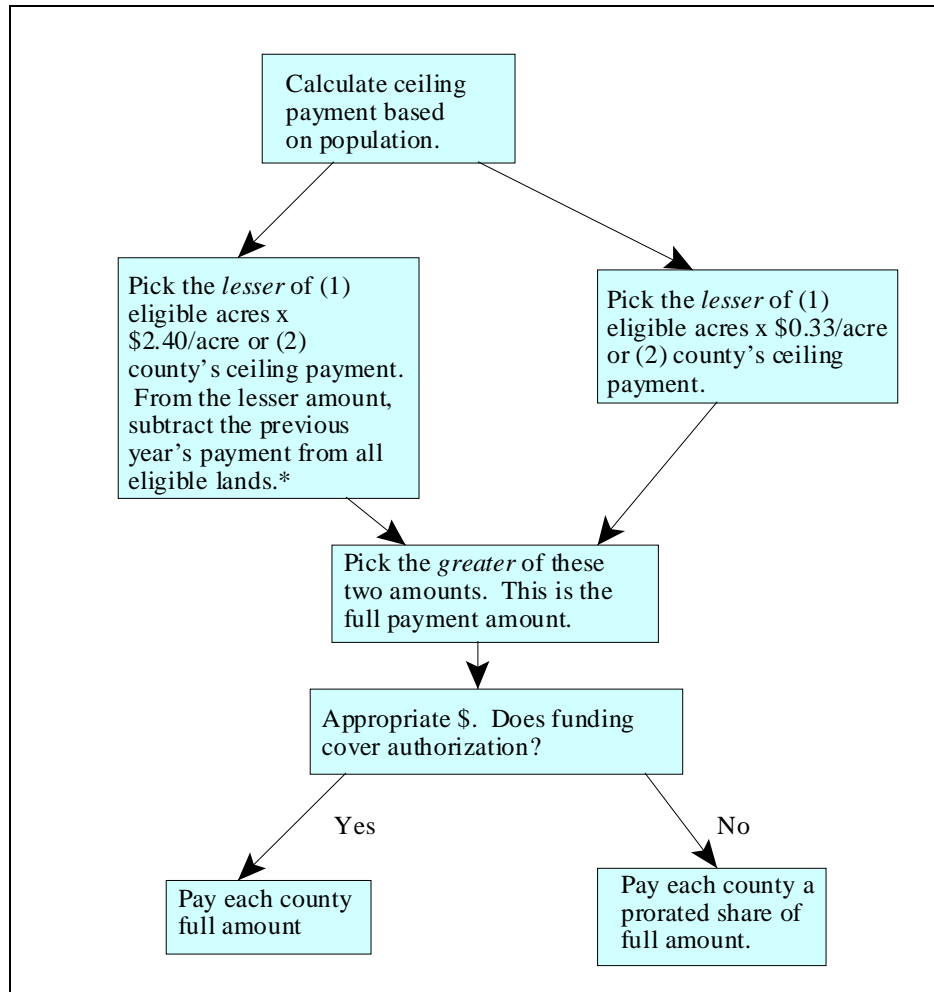 Calculate ceiling
payment based
on population.
Pick the lesser of (1)
eligible acres x
$2.40/acre or (2)
county's ceiling payment.
From the lesser amount,
subtract the previous
year's payment from all
eligible lands.*
Pick the lesser of (1)
eligible acres x $0.33/acre
or (2) county's ceiling
payment.
Pick the greater of these
two amounts. This is the
full payment amount.
Appropriate $. Does funding
cover authorization?
Yes
No
Pay each county
full amount
Pay each county a
prorated share of
full amount.